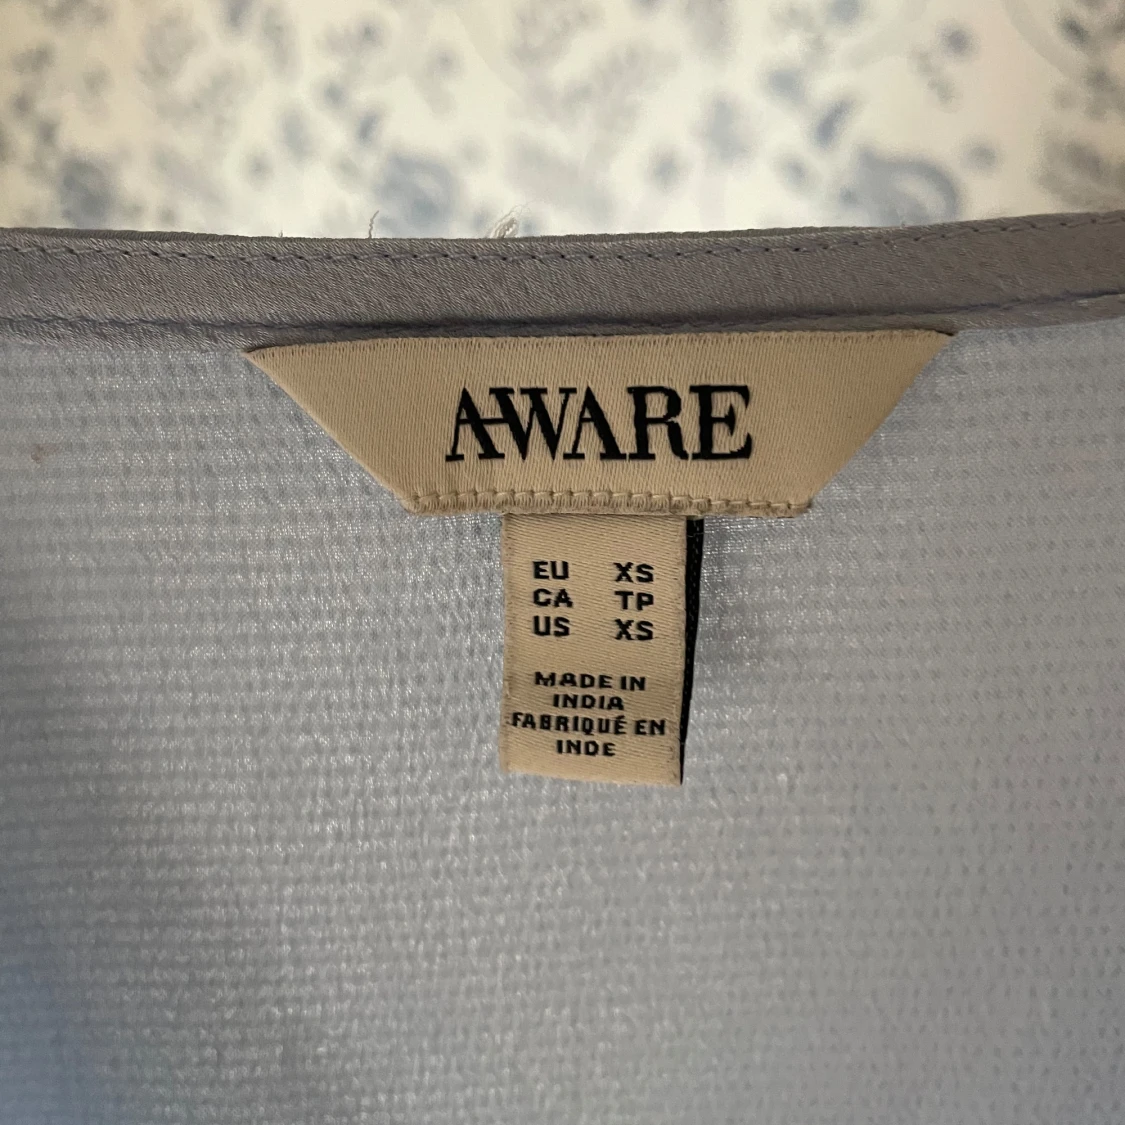 AWARE
EU XS
CA TP
US XS
MADE IN
INDIA
FABRIQUÉ EN
INDE